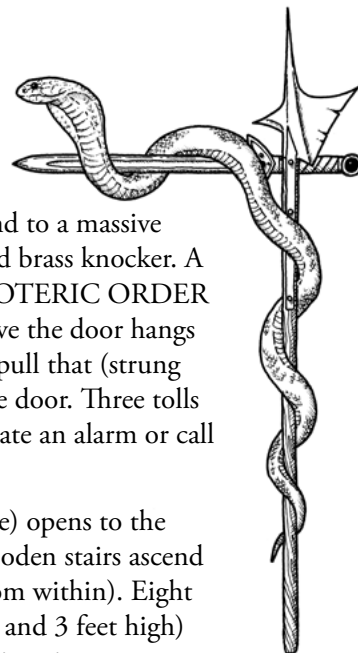 nd to a massive
d brass knocker. A
OTERIC ORDER
ve the door hangs
pull that (strung
e door. Three tolls
ate an alarm or call
e) opens to the
oden stairs ascend
om within). Eight
and 3 feet high)